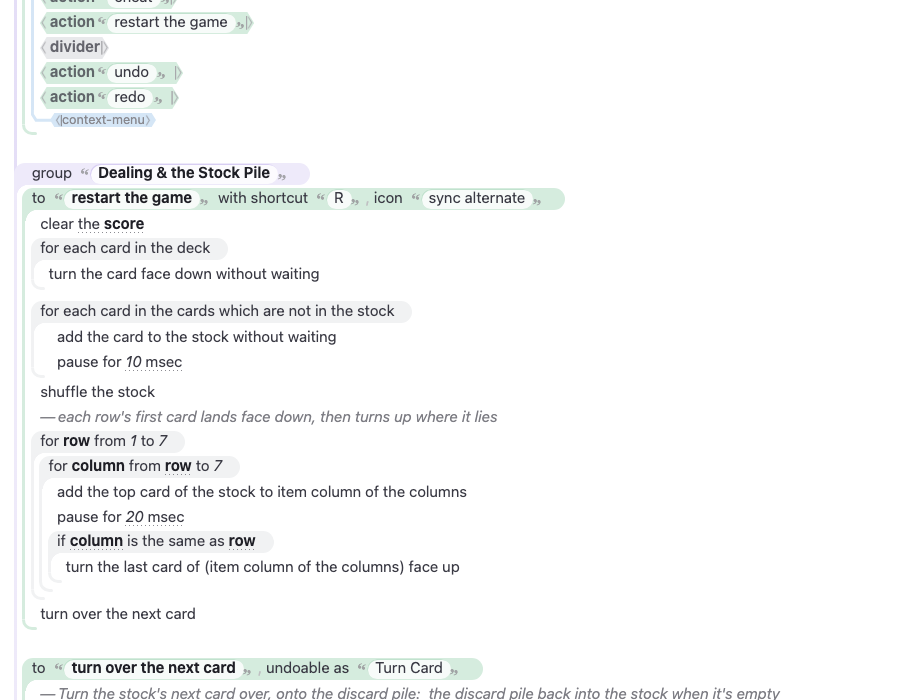 action “ cheat ”
action “ restart the game ”
divider
action “ undo ”
action “ redo ”
context-menu
group “ Dealing & the Stock Pile ”
to “ restart the game ” with shortcut “ R ” , icon “ sync alternate ”
clear the score
for each card in the deck
turn the card face down without waiting
for each card in the cards which are not in the stock
add the card to the stock without waiting
pause for 10 msec
shuffle the stock
— each row's first card lands face down, then turns up where it lies
for row from 1 to 7
for column from row to 7
add the top card of the stock to item column of the columns
pause for 20 msec
if column is the same as row
turn the last card of (item column of the columns) face up
turn over the next card
to “ turn over the next card ” , undoable as “ Turn Card ”
— Turn the stock's next card over, onto the discard pile: the discard pile back into the stock when it's empty